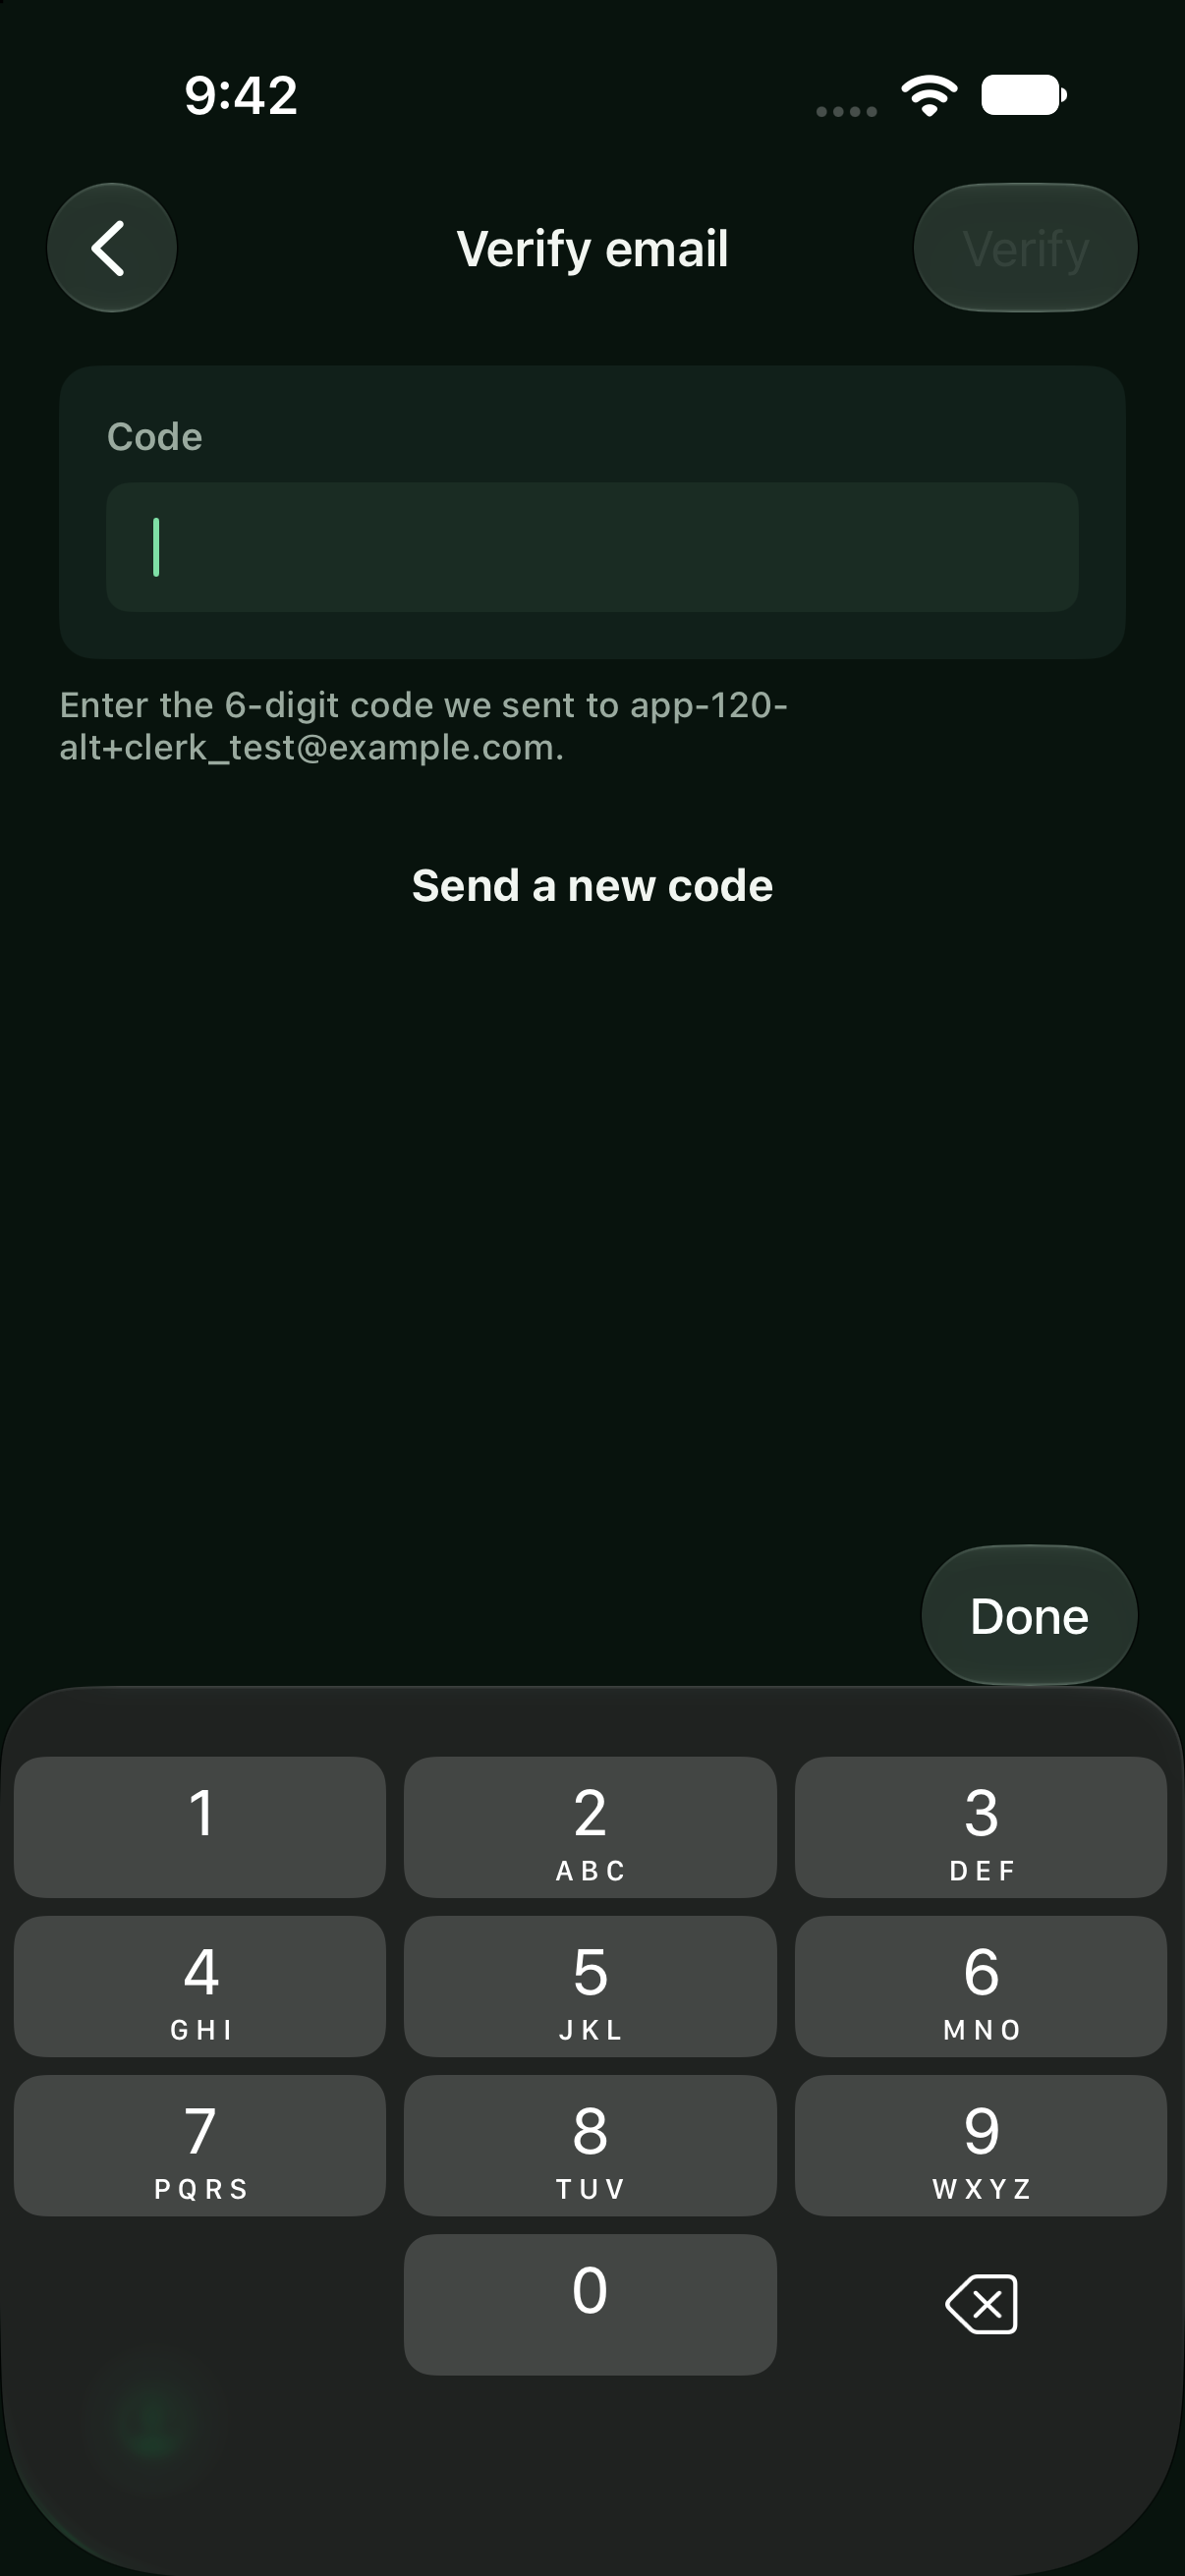 9:42
Verify email
Verify
Code
Enter the 6-digit code we sent to app-120-
alt+clerk_test@example.com.
Send a new code
Done
1
2
3
ABC
DEF
4
5
6
GHI
JKL
MNO
7
8
9
PQRS
TUV
WXYZ
0